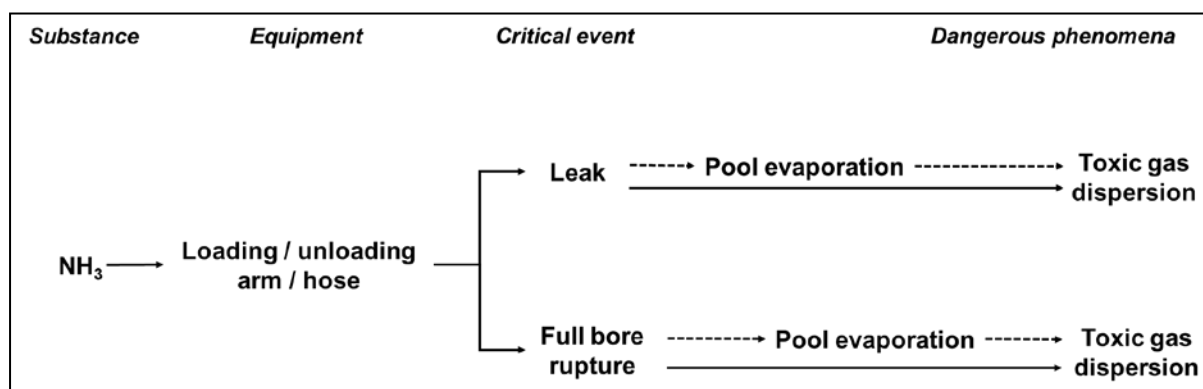 Substance Equipment Critical event Dangerous phenomena
Leak Pool evaporation Toxic gas
dispersion
NH₃ Loading / unloading
arm / hose
Full bore
rupture Pool evaporation Toxic gas
dispersion